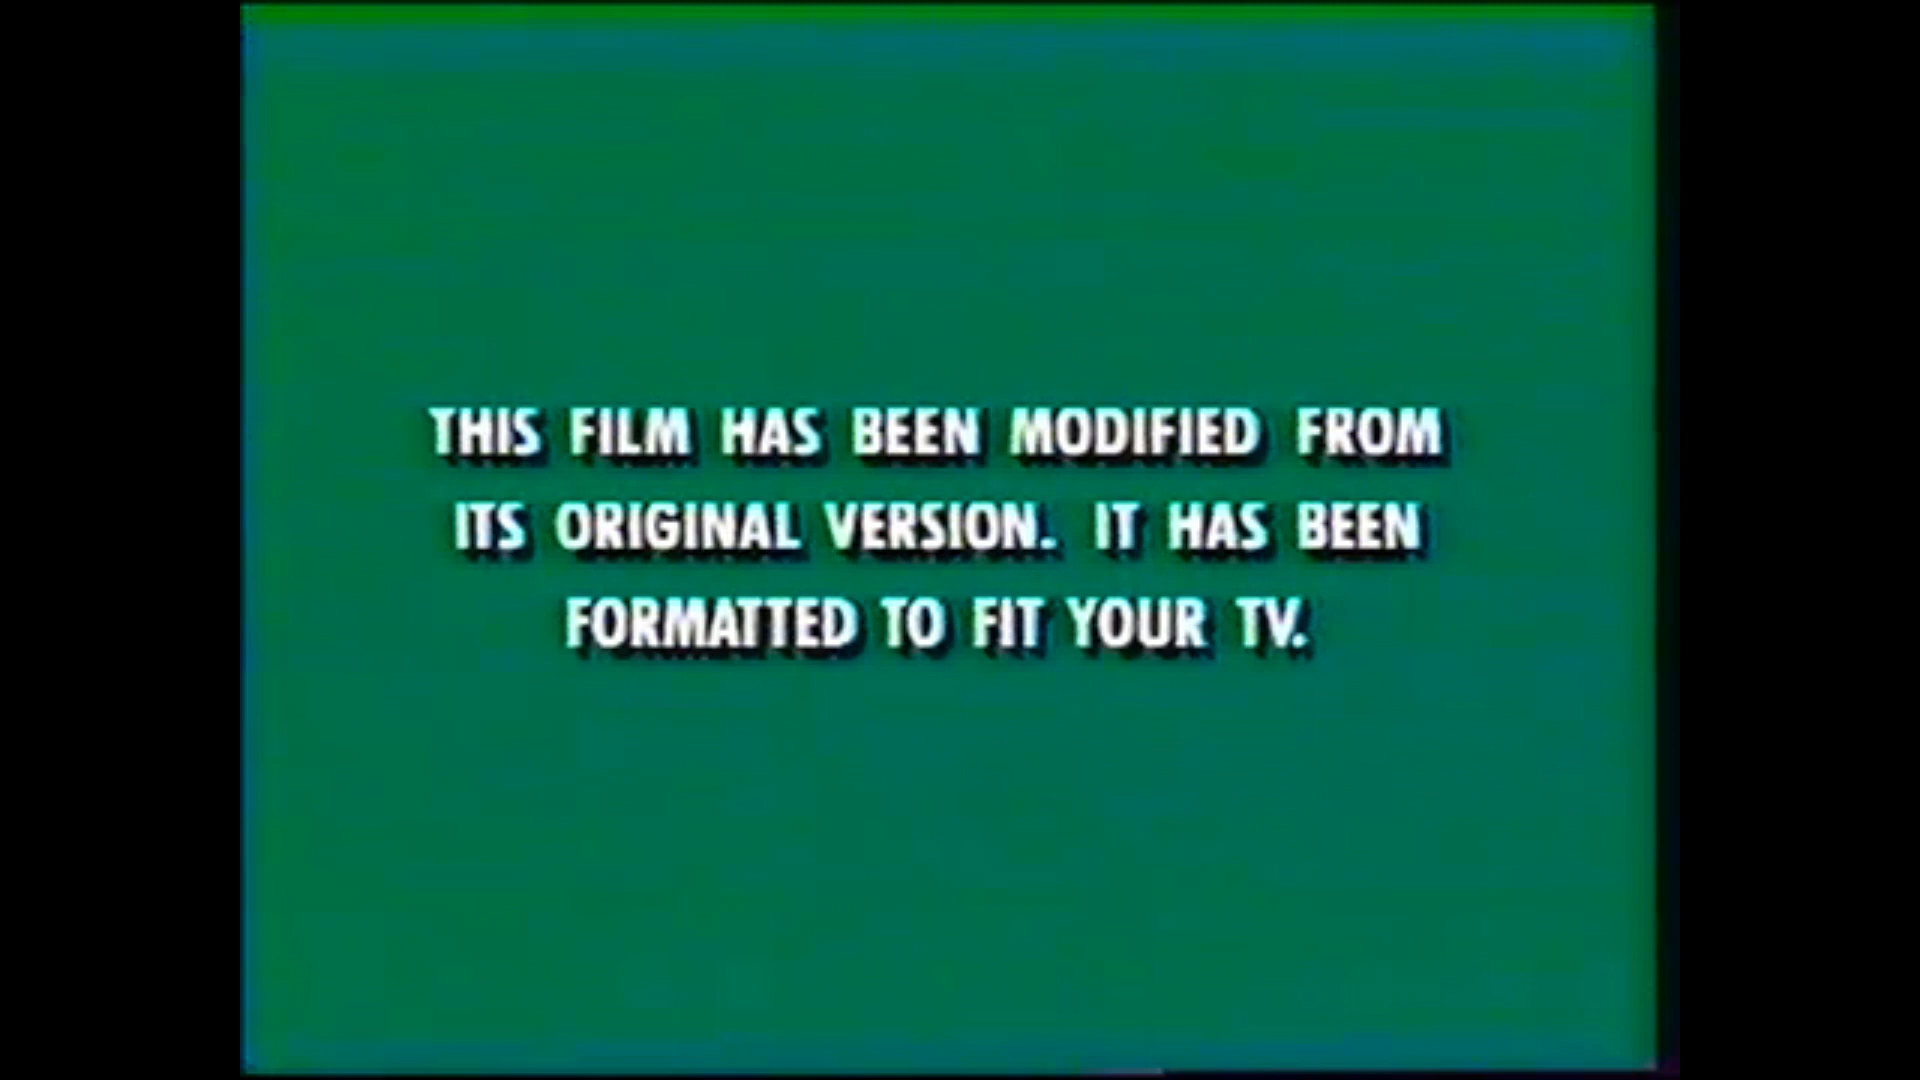 THIS FILM HAS BEEN MODIFIED FROM
ITS ORIGINAL VERSION. IT HAS BEEN
FORMATTED TO FIT YOUR TV.